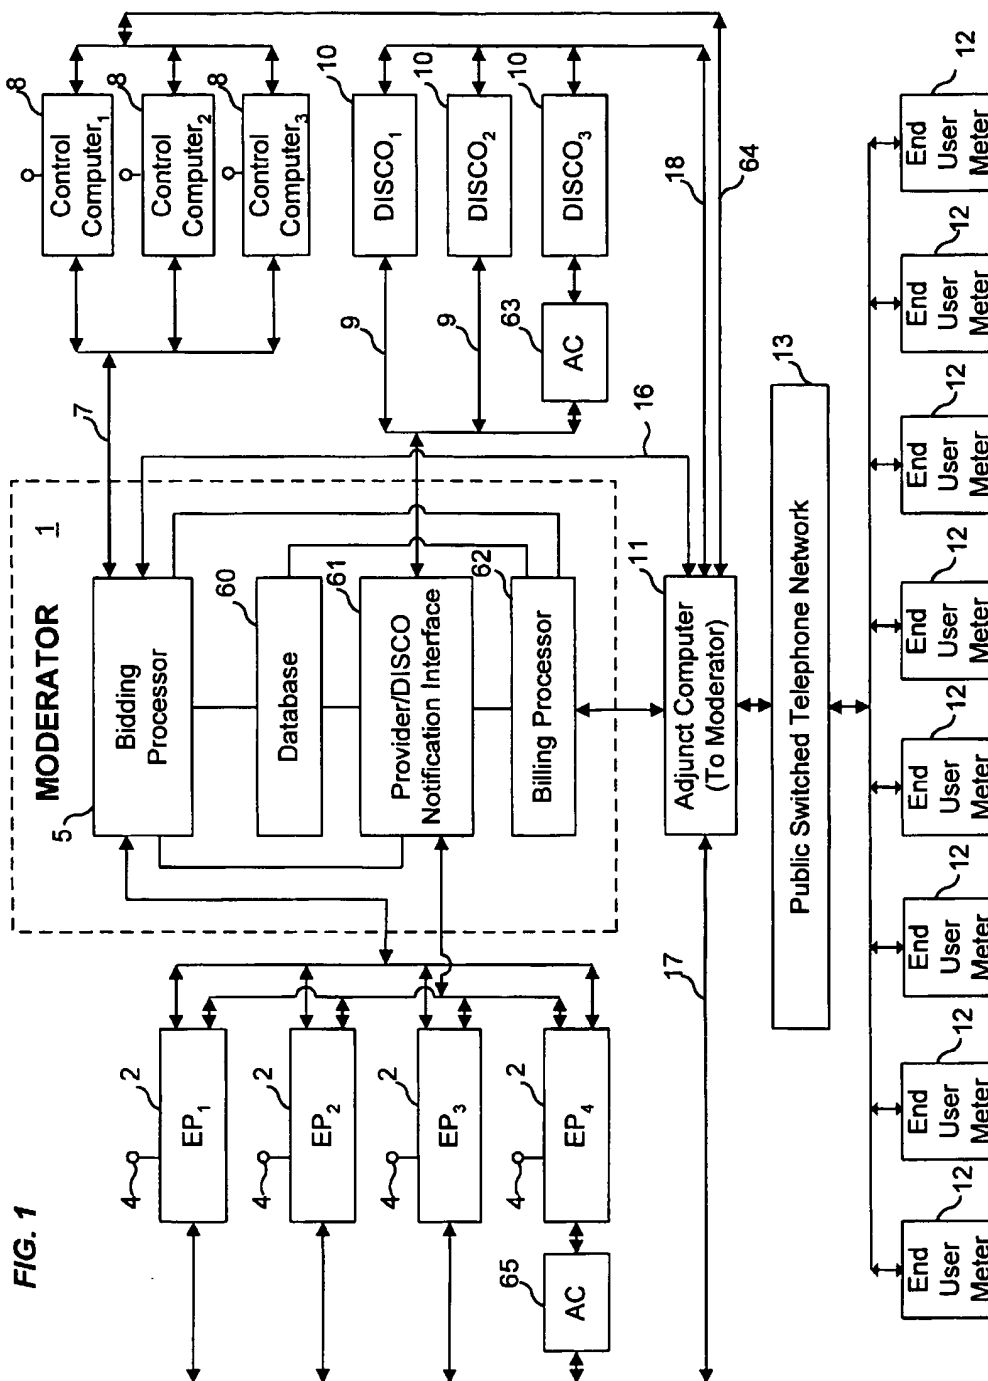 FIG. 1
MODERATOR 1
5
Bidding
Processor
60
Database
61
Provider/DISCO
Notification Interface
62
Billing Processor
2
4
EP1
2
4
EP2
2
4
EP3
2
4
EP4
65
AC
7
8
Control
Computer1
8
Control
Computer2
8
Control
Computer3
10
DISCO1
10
DISCO2
10
DISCO3
9
9
63
AC
16
18
64
17
11
Adjunct Computer
(To Moderator)
13
Public Switched Telephone Network
12
End
User
Meter
12
End
User
Meter
12
End
User
Meter
12
End
User
Meter
12
End
User
Meter
12
End
User
Meter
12
End
User
Meter
12
End
User
Meter